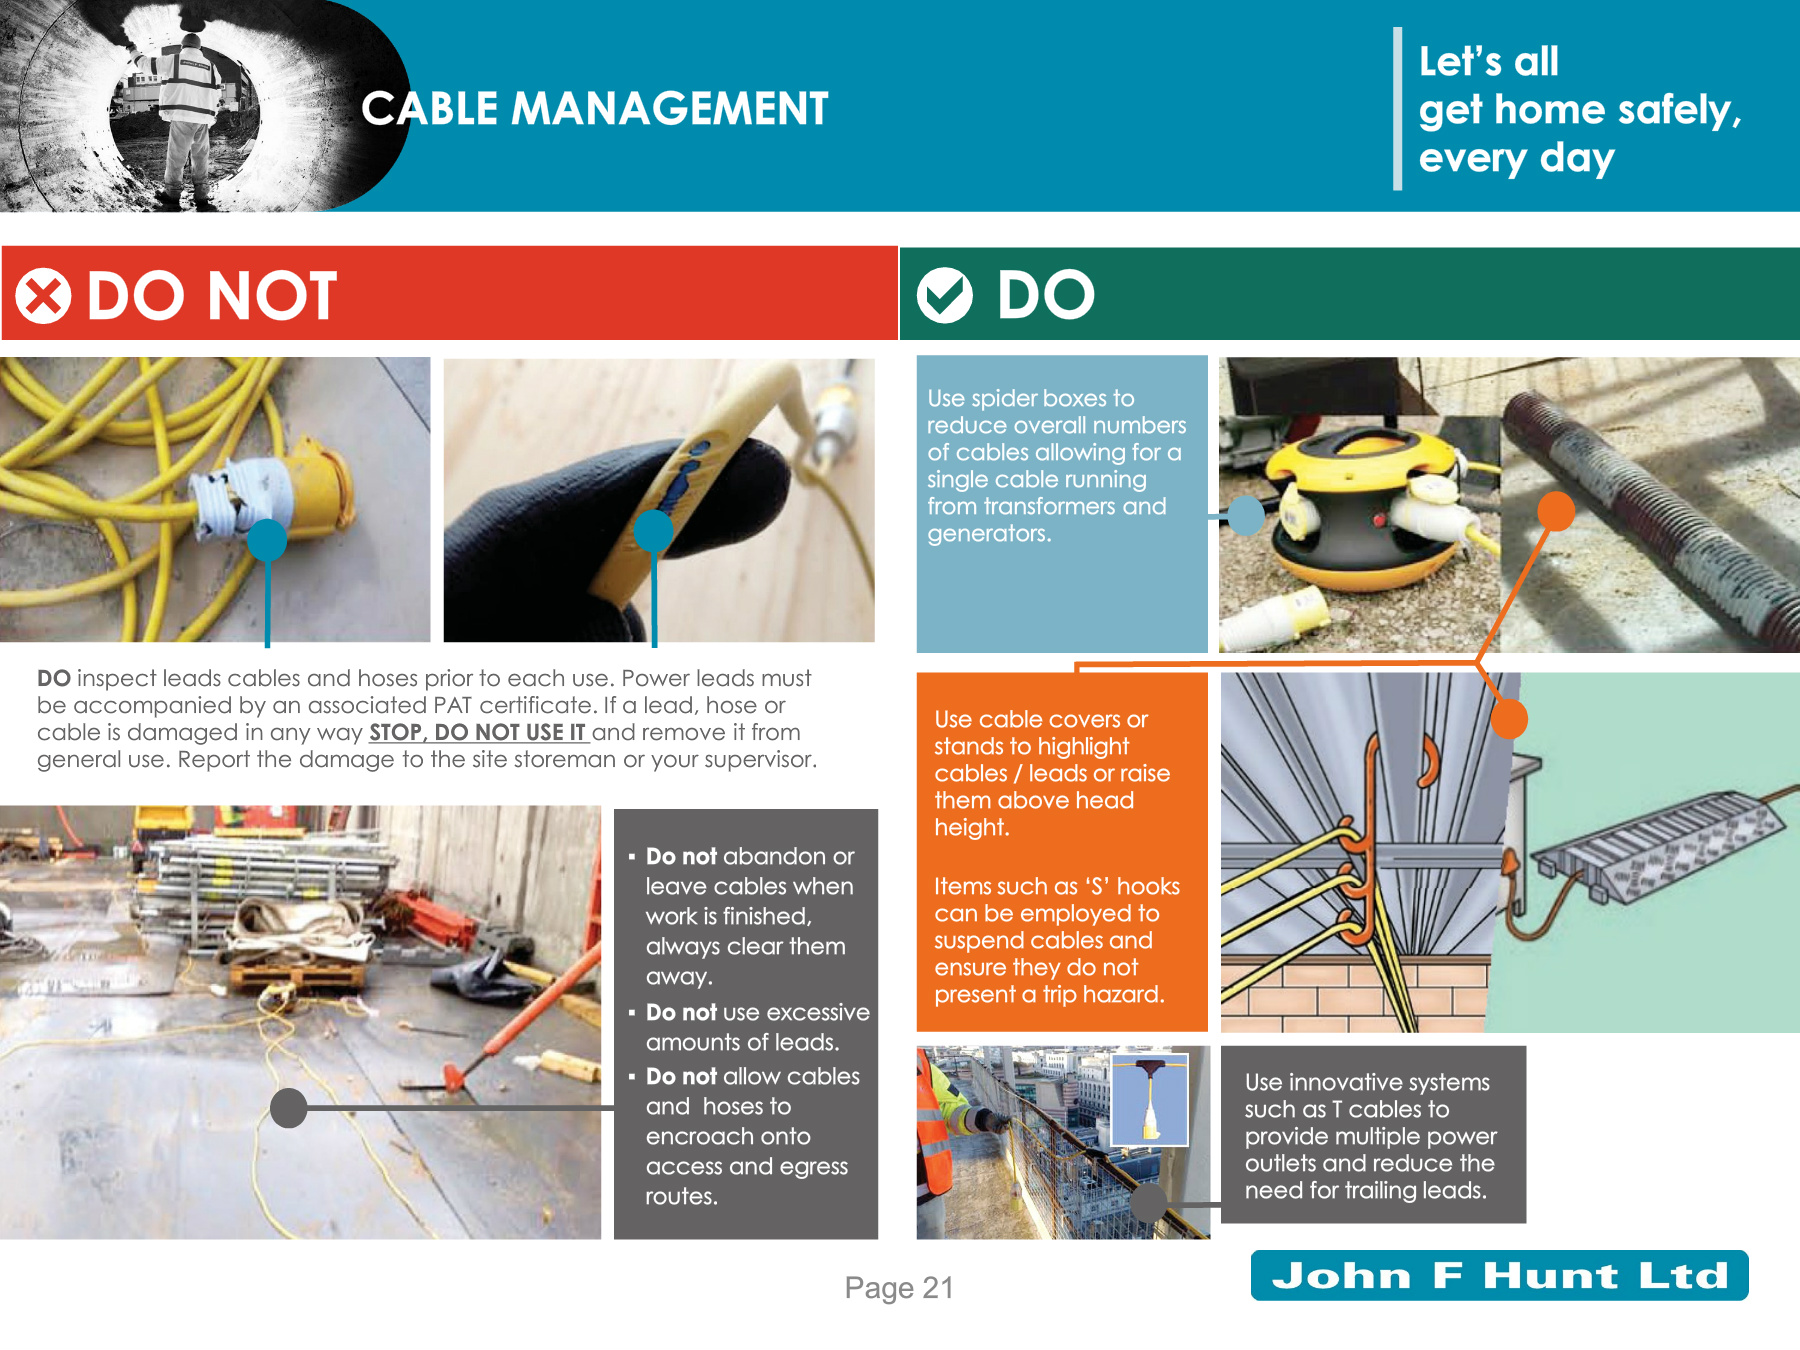 CABLE MANAGEMENT
Let's all
get home safely,
every day
DO NOT
DO
DO inspect leads cables and hoses prior to each use. Power leads must
be accompanied by an associated PAT certificate. If a lead, hose or
cable is damaged in any way STOP, DO NOT USE IT and remove it from
general use. Report the damage to the site storeman or your supervisor.
▪ Do not abandon or
leave cables when
work is finished,
always clear them
away.
▪ Do not use excessive
amounts of leads.
▪ Do not allow cables
and  hoses to
encroach onto
access and egress
routes.
Use spider boxes to
reduce overall numbers
of cables allowing for a
single cable running
from transformers and
generators.
Use cable covers or
stands to highlight
cables / leads or raise
them above head
height.
Items such as ‘S’ hooks
can be employed to
suspend cables and
ensure they do not
present a trip hazard.
Use innovative systems
such as T cables to
provide multiple power
outlets and reduce the
need for trailing leads.
Page 21
John F Hunt Ltd